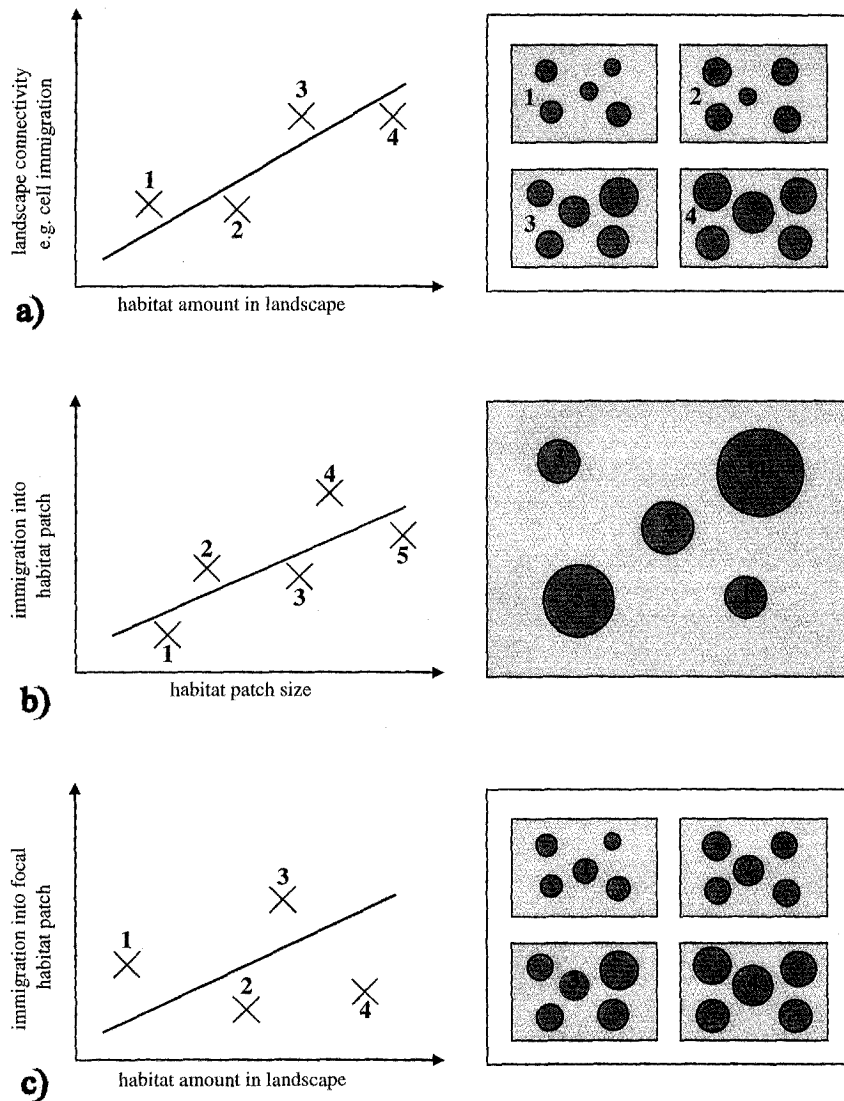 landscape connectivity
e.g. cell immigration
1
2
3
4
habitat amount in landscape
a)
1
2
3
4
immigration into
habitat patch
1
2
3
4
5
habitat patch size
b)
immigration into focal
habitat patch
1
2
3
4
habitat amount in landscape
c)